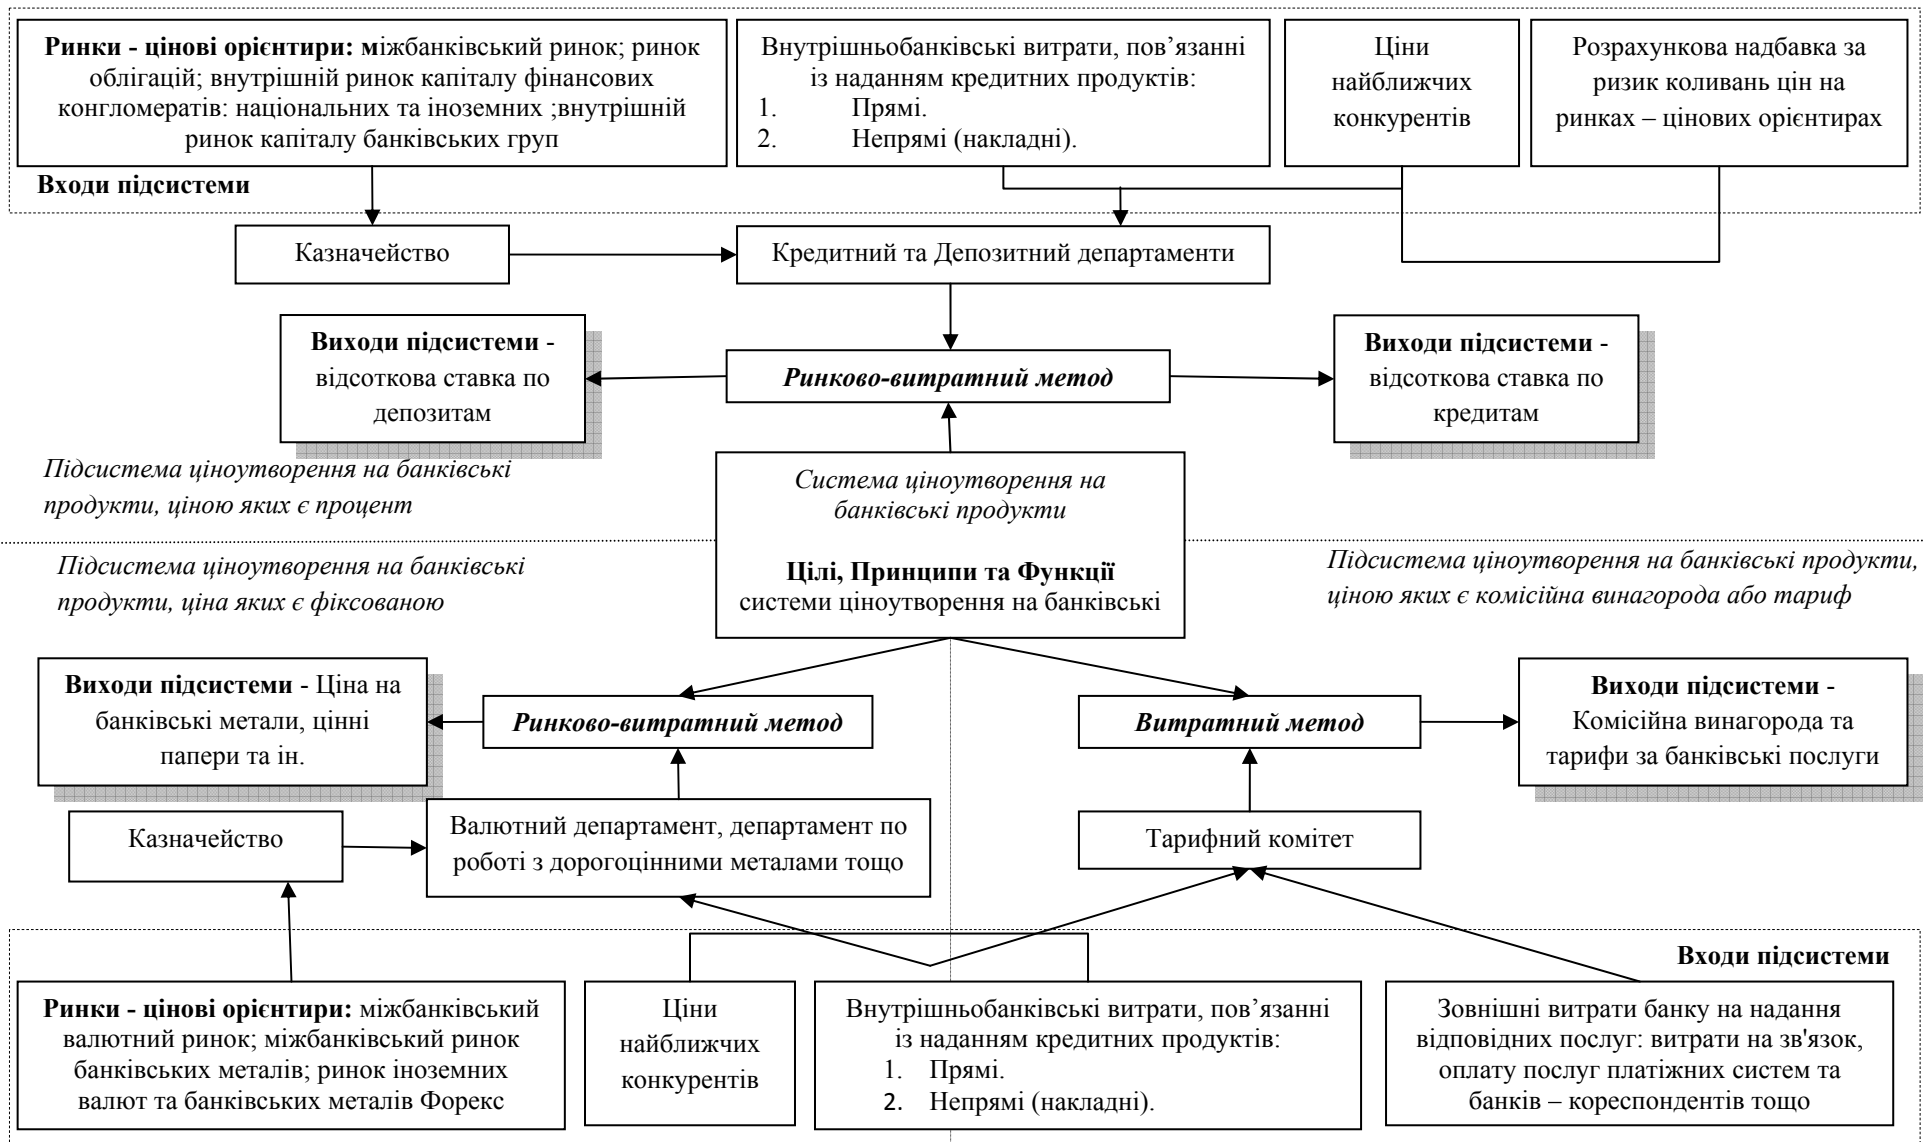 Ринки - цінові орієнтири: міжбанківський ринок; ринок
облігацій; внутрішній ринок капіталу фінансових
конгломератів: національних та іноземних ;внутрішній
ринок капіталу банківських груп
Внутрішньобанківські витрати, пов’язанні
із наданням кредитних продуктів:
1. Прямі.
2. Непрямі (накладні).
Ціни
найближчих
конкурентів
Розрахункова надбавка за
ризик коливань цін на
ринках – цінових орієнтирах
Входи підсистеми
Казначейство
Кредитний та Депозитний департаменти
Виходи підсистеми -
відсоткова ставка по
депозитам
Ринково-витратний метод
Виходи підсистеми -
відсоткова ставка по
кредитам
Підсистема ціноутворення на банківські
продукти, ціною яких є процент
Система ціноутворення на
банківські продукти
Цілі, Принципи та Функції
системи ціноутворення на банківські
Підсистема ціноутворення на банківські
продукти, ціна яких є фіксованою
Підсистема ціноутворення на банківські продукти,
ціною яких є комісійна винагорода або тариф
Виходи підсистеми - Ціна на
банківські метали, цінні
папери та ін.
Ринково-витратний метод
Витратний метод
Виходи підсистеми -
Комісійна винагорода та
тарифи за банківські послуги
Казначейство
Валютний департамент, департамент по
роботі з дорогоцінними металами тощо
Тарифний комітет
Входи підсистеми
Ринки - цінові орієнтири: міжбанківський
валютний ринок; міжбанківський ринок
банківських металів; ринок іноземних
валют та банківських металів Форекс
Ціни
найближчих
конкурентів
Внутрішньобанківські витрати, пов’язанні
із наданням кредитних продуктів:
1. Прямі.
2. Непрямі (накладні).
Зовнішні витрати банку на надання
відповідних послуг: витрати на зв'язок,
оплату послуг платіжних систем та
банків – кореспондентів тощо